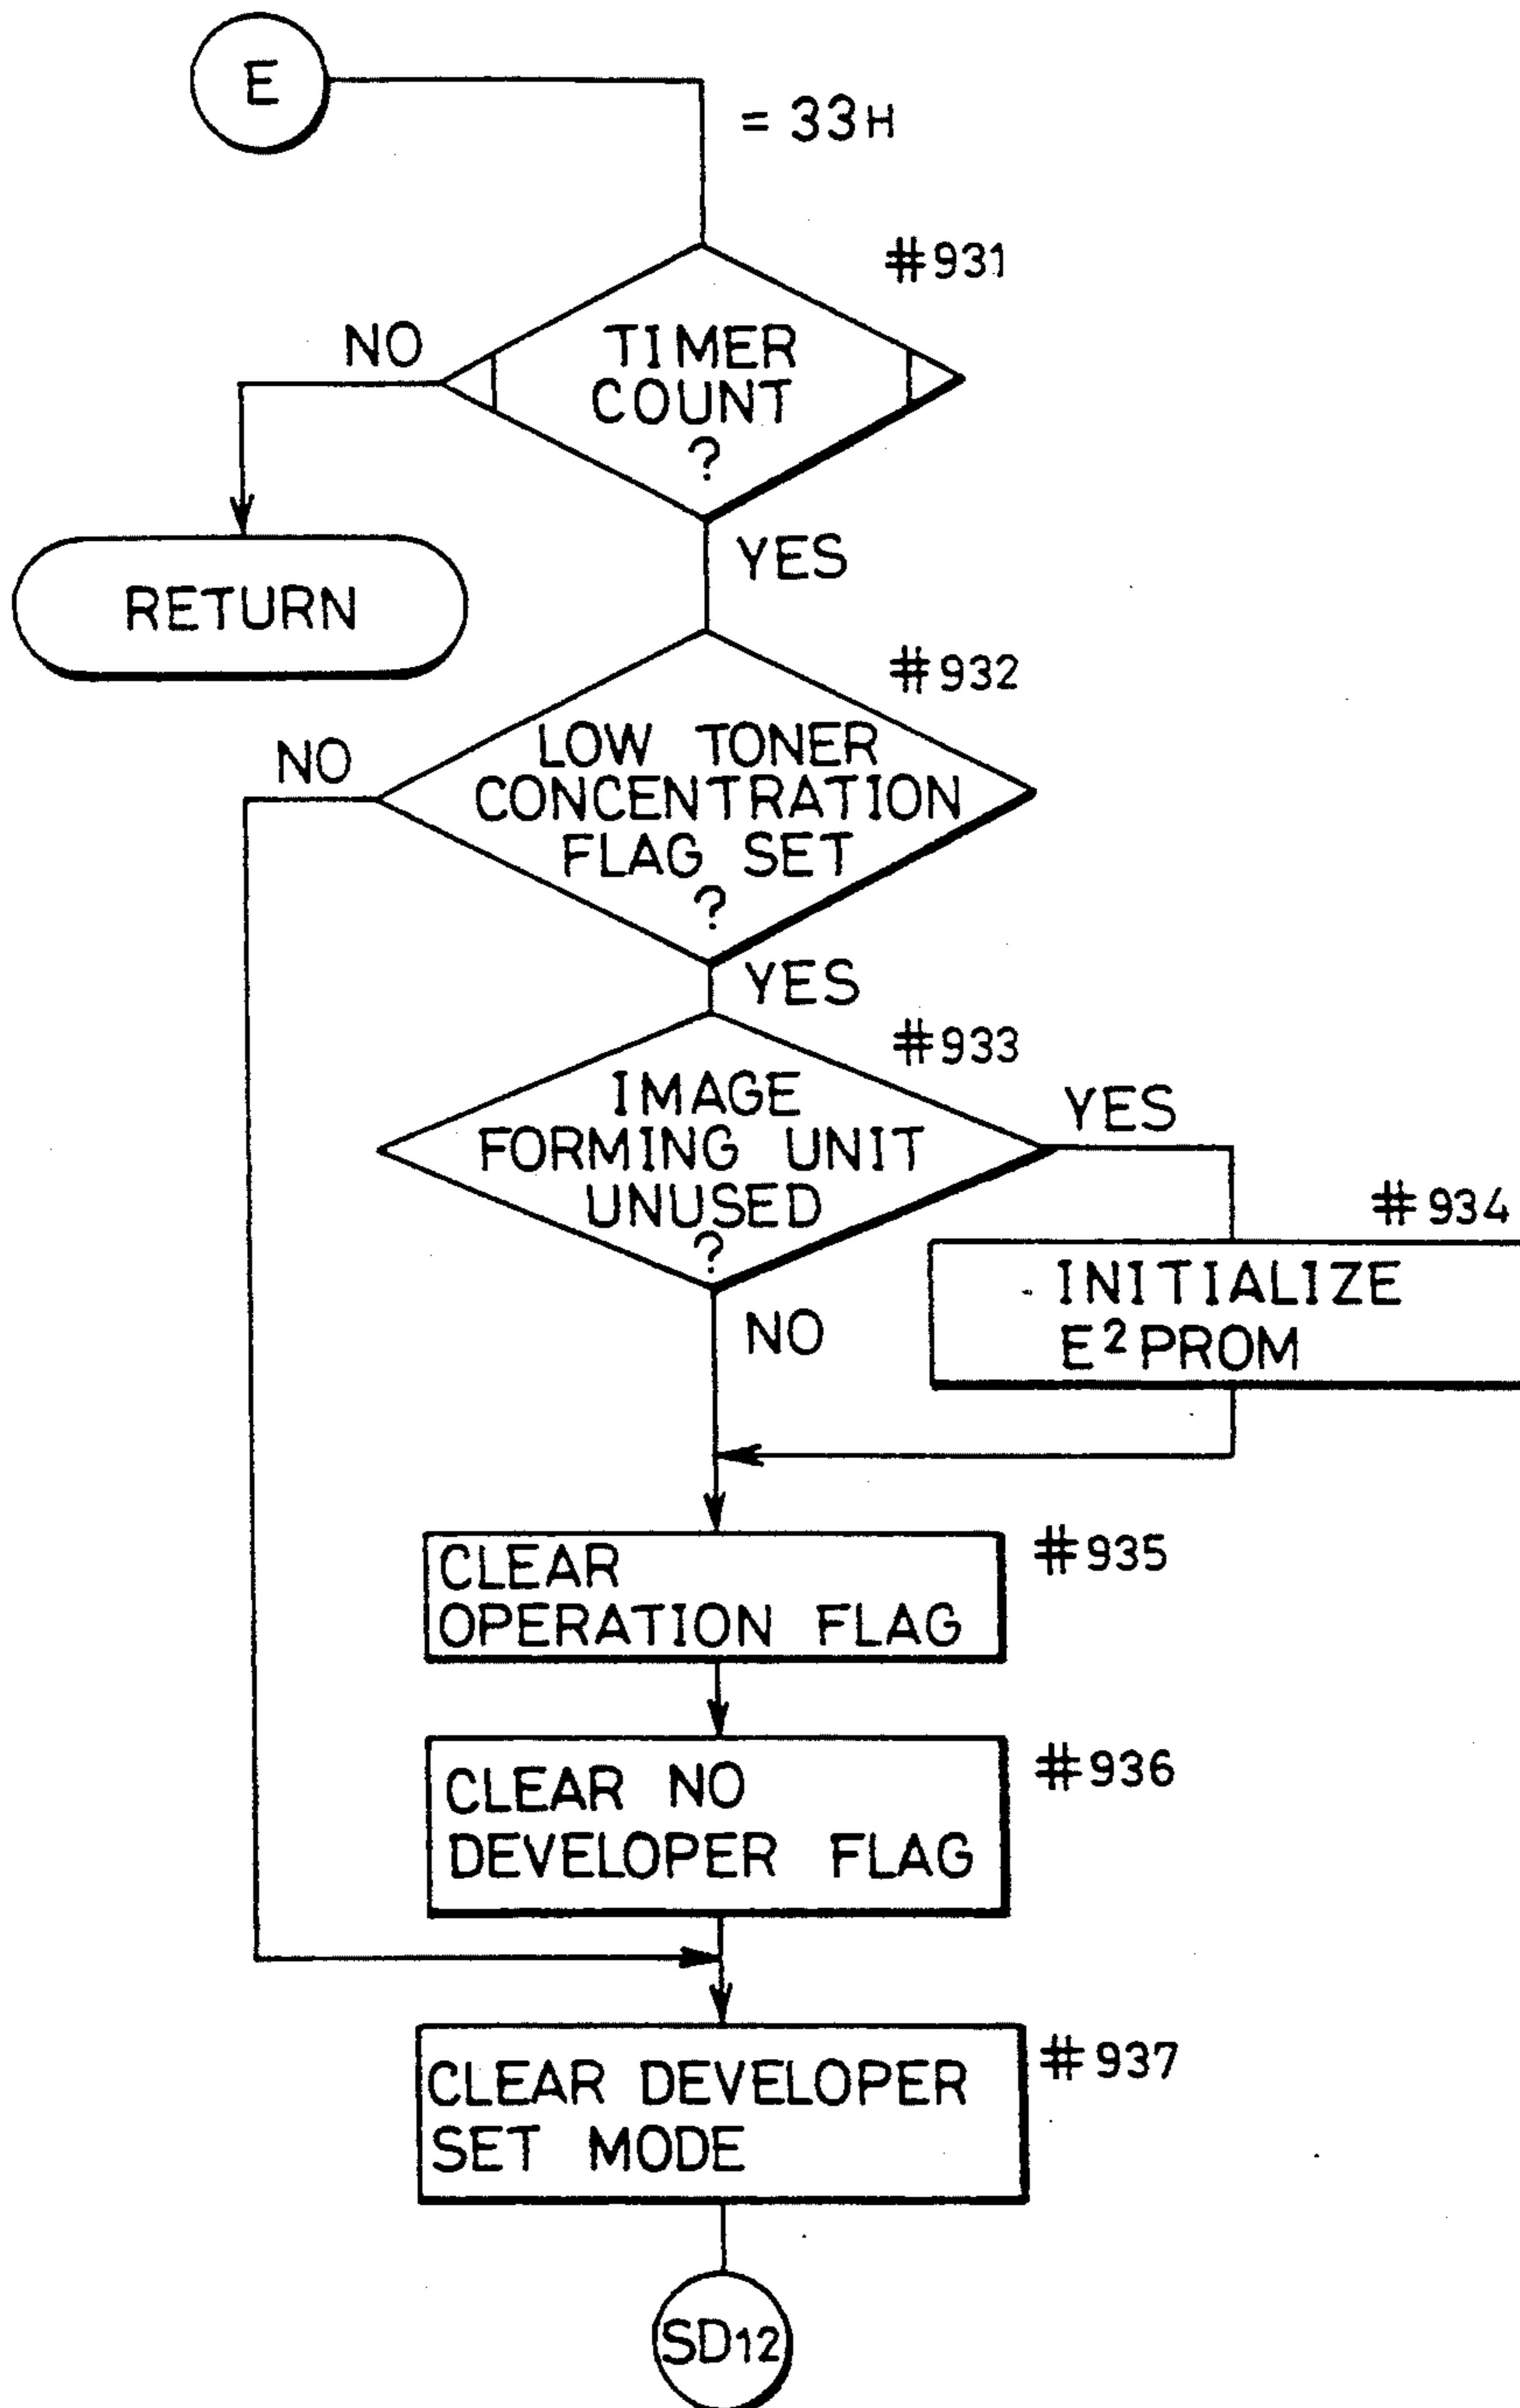 E
= 33H
#931
NO
TIMER
COUNT
?
YES
RETURN
#932
NO
LOW TONER
CONCENTRATION
FLAG SET
?
YES
#933
IMAGE
FORMING UNIT
UNUSED
?
YES
#934
INITIALIZE
E²PROM
NO
CLEAR
OPERATION FLAG
#935
CLEAR NO
DEVELOPER FLAG
#936
CLEAR DEVELOPER
SET MODE
#937
SD12